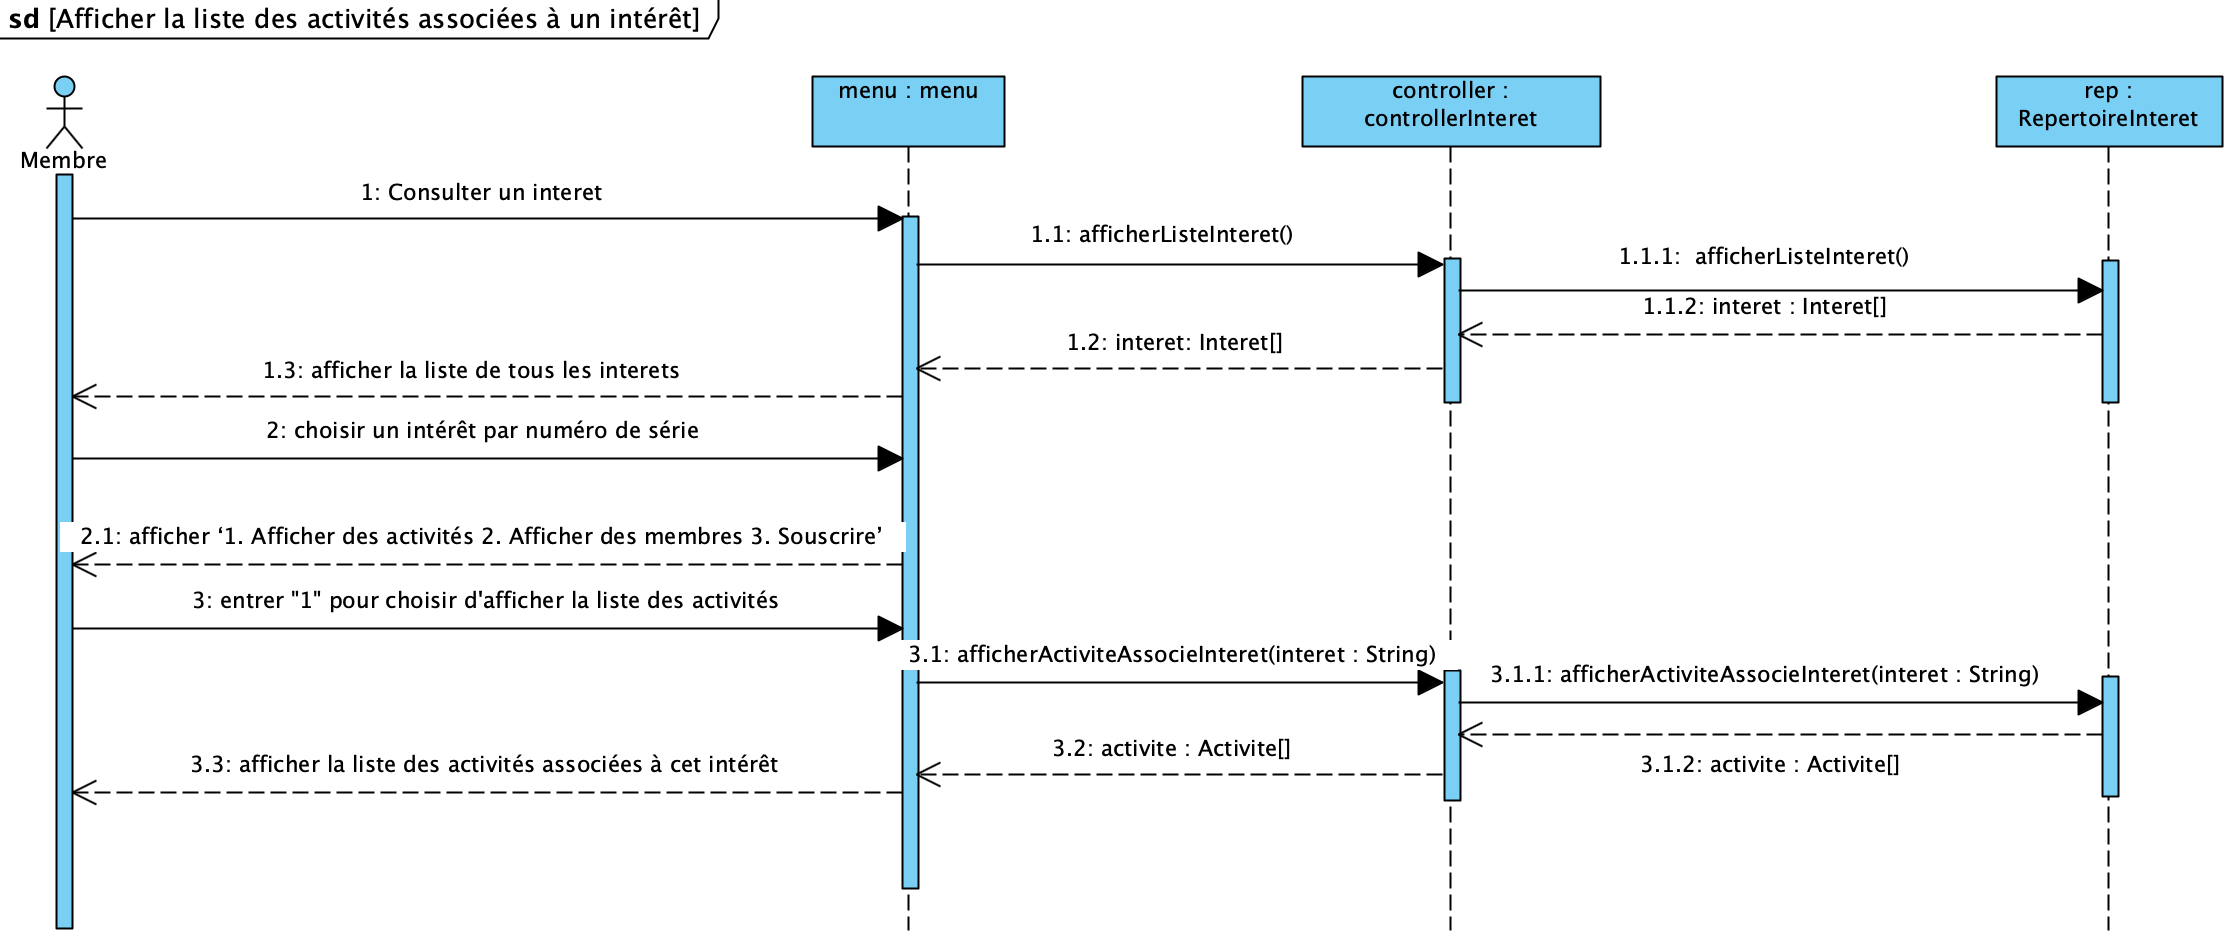 sd [Afficher la liste des activités associées à un intérêt]
menu : menu
controller :
controllerInteret
rep :
RepertoireInteret
Membre
1: Consulter un interet
1.1: afficherListeInteret()
1.1.1:  afficherListeInteret()
1.1.2: interet : Interet[]
1.2: interet: Interet[]
1.3: afficher la liste de tous les interets
2: choisir un intérêt par numéro de série
2.1: afficher ‘1. Afficher des activités 2. Afficher des membres 3. Souscrire’
3: entrer "1" pour choisir d'afficher la liste des activités
3.1: afficherActiviteAssocieInteret(interet : String)
3.1.1: afficherActiviteAssocieInteret(interet : String)
3.2: activite : Activite[]
3.1.2: activite : Activite[]
3.3: afficher la liste des activités associées à cet intérêt